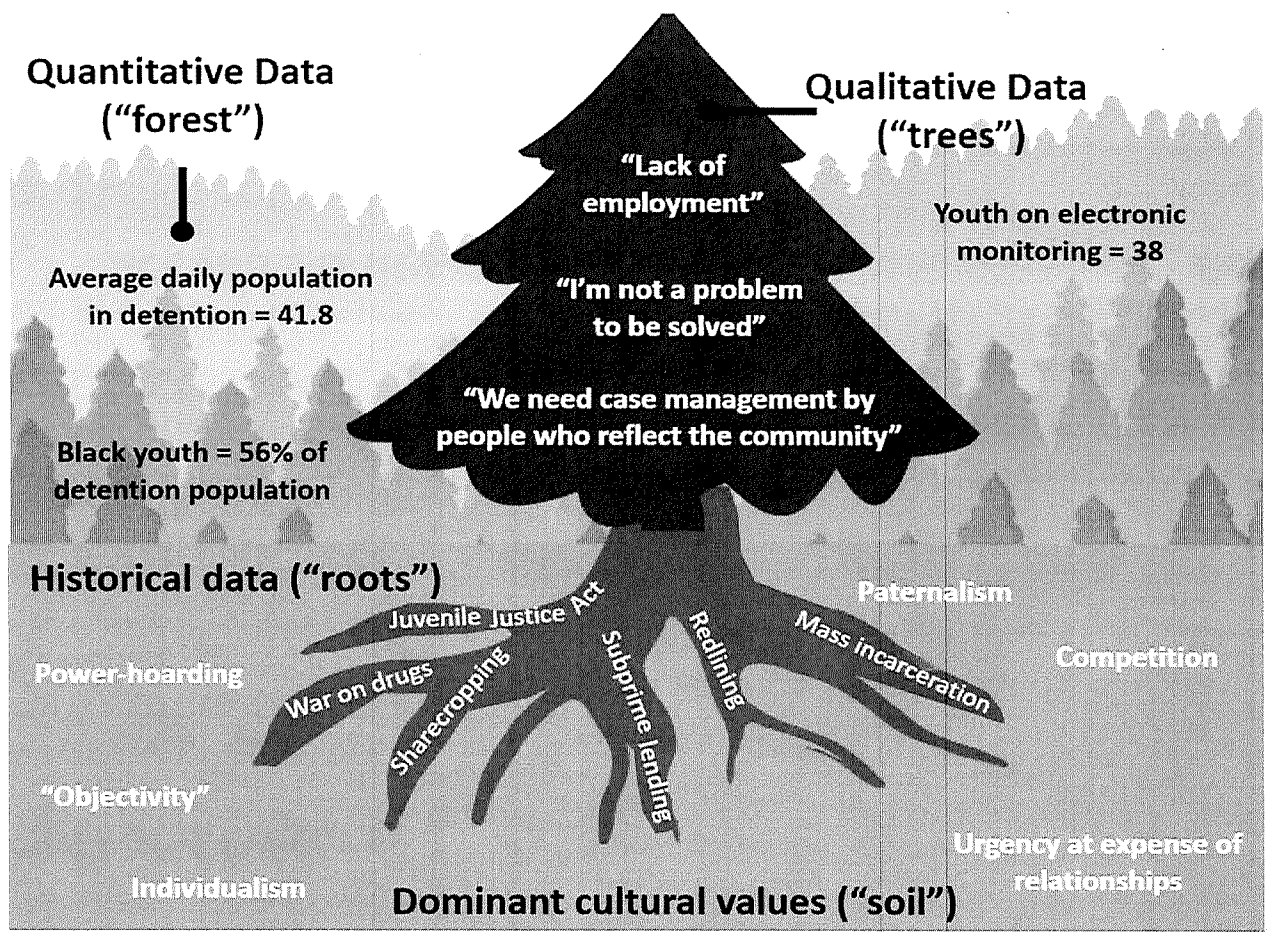 Quantitative Data
("forest")
Qualitative Data
("trees")
"Lack of
employment"
Youth on electronic
monitoring = 38
Average daily population
in detention = 41.8
"I'm not a problem
to be solved"
"We need case management by
people who reflect the community"
Black youth = 56% of
detention population
Historical data ("roots")
Juvenile Justice Act
War on drugs
Sharecropping
Subprime lending
Redlining
Mass incarceration
Paternalism
Power-hoarding
Competition
"Objectivity"
Urgency at expense of
relationships
Individualism
Dominant cultural values ("soil")